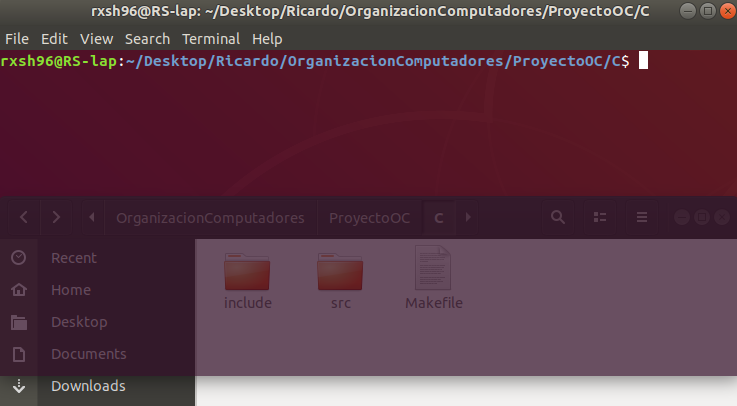 rxsh96@RS-lap: ~/Desktop/Ricardo/OrganizacionComputadores/ProyectoOC/C
File Edit View Search Terminal Help
rxsh96@RS-lap:~/Desktop/Ricardo/OrganizacionComputadores/ProyectoOC/C$
OrganizacionComputadores ProyectoOC C
Recent
Home
Desktop
Documents
Downloads
include src Makefile